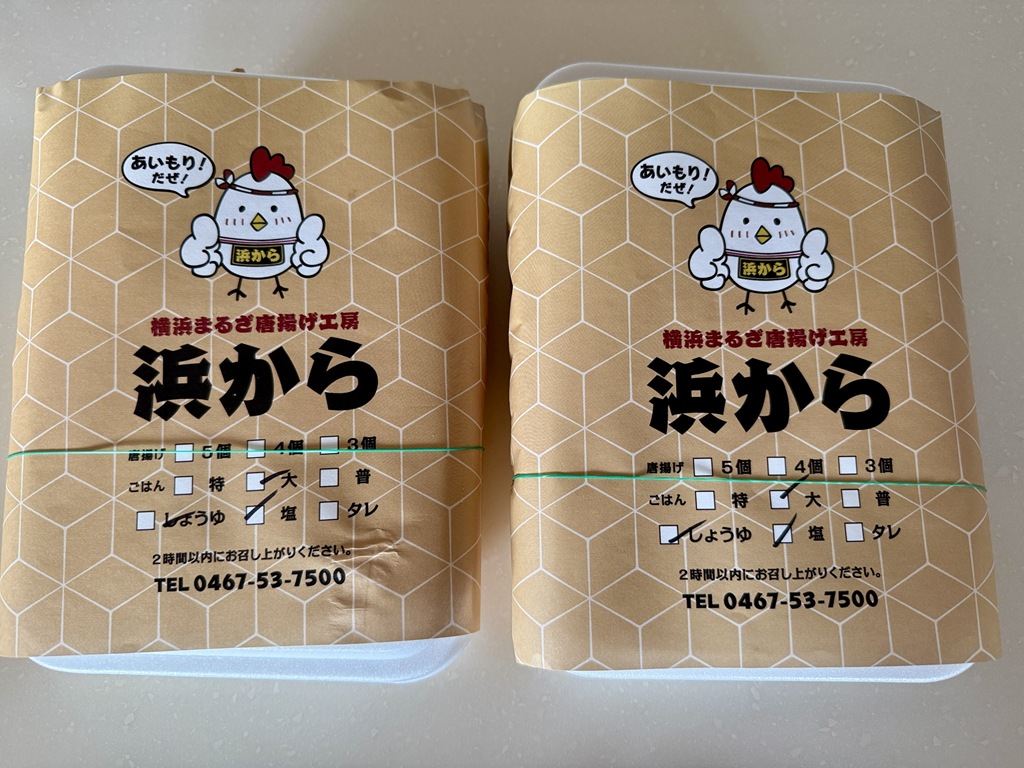 あいもり!
だぜ!
浜から
横浜まるざ唐揚げ工房
浜から
唐揚げ 5個 4個 3個
ごはん 特 大 普
しょうゆ 塩 タレ
2時間以内にお召し上がりください。
TEL 0467-53-7500
あいもり!
だぜ!
浜から
横浜まるざ唐揚げ工房
浜から
唐揚げ 5個 4個 3個
ごはん 特 大 普
しょうゆ 塩 タレ
2時間以内にお召し上がりください。
TEL 0467-53-7500